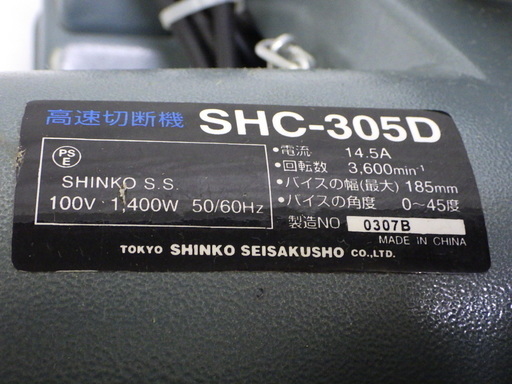 高速切断機 SHC-305D
PS
E
SHINKO S.S.
100V 1,400W 50/60Hz
・電流 14.5A
・回転数 3,600min⁻¹
・バイスの幅(最大) 185mm
・バイスの角度 0～45度
製造NO 0307B
MADE IN CHINA
TOKYO SHINKO SEISAKUSHO CO.,LTD.